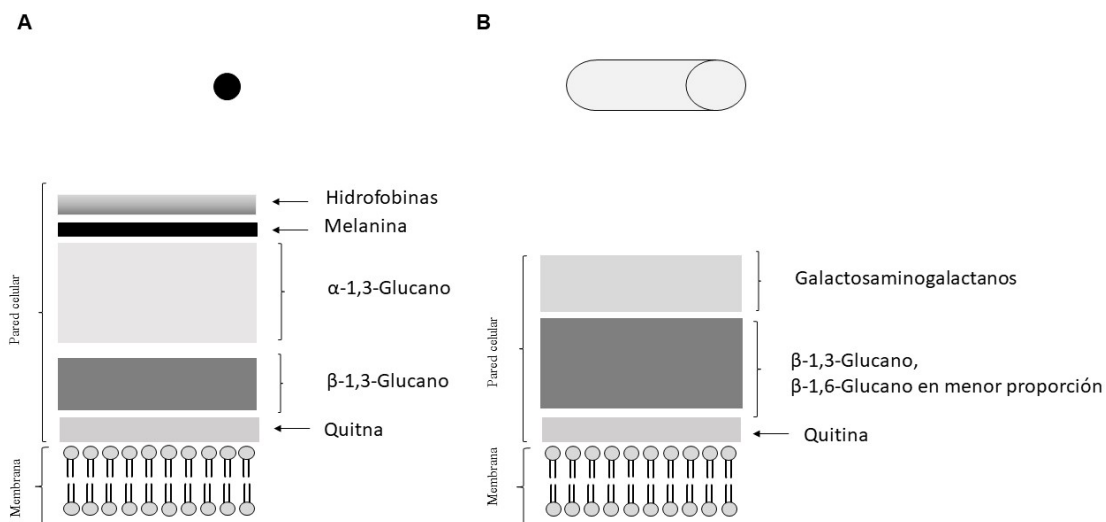 A
Hidrofobinas
Melanina
α-1,3-Glucano
β-1,3-Glucano
Quitna
Pared celular
Membrana
B
Galactosaminogalactanos
β-1,3-Glucano,
β-1,6-Glucano en menor proporción
Quitina
Pared celular
Membrana